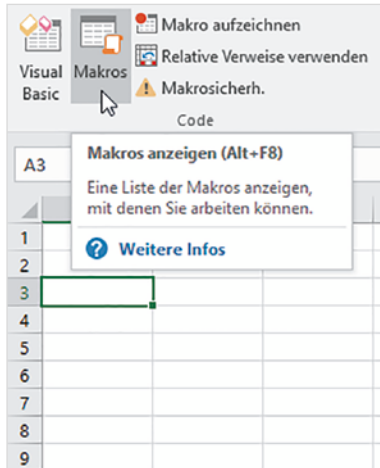 Visual
Basic
Makros
Makro aufzeichnen
Relative Verweise verwenden
Makrosicherh.
Code
A3
Makros anzeigen (Alt+F8)
Eine Liste der Makros anzeigen,
mit denen Sie arbeiten können.
? Weitere Infos
1
2
3
4
5
6
7
8
9